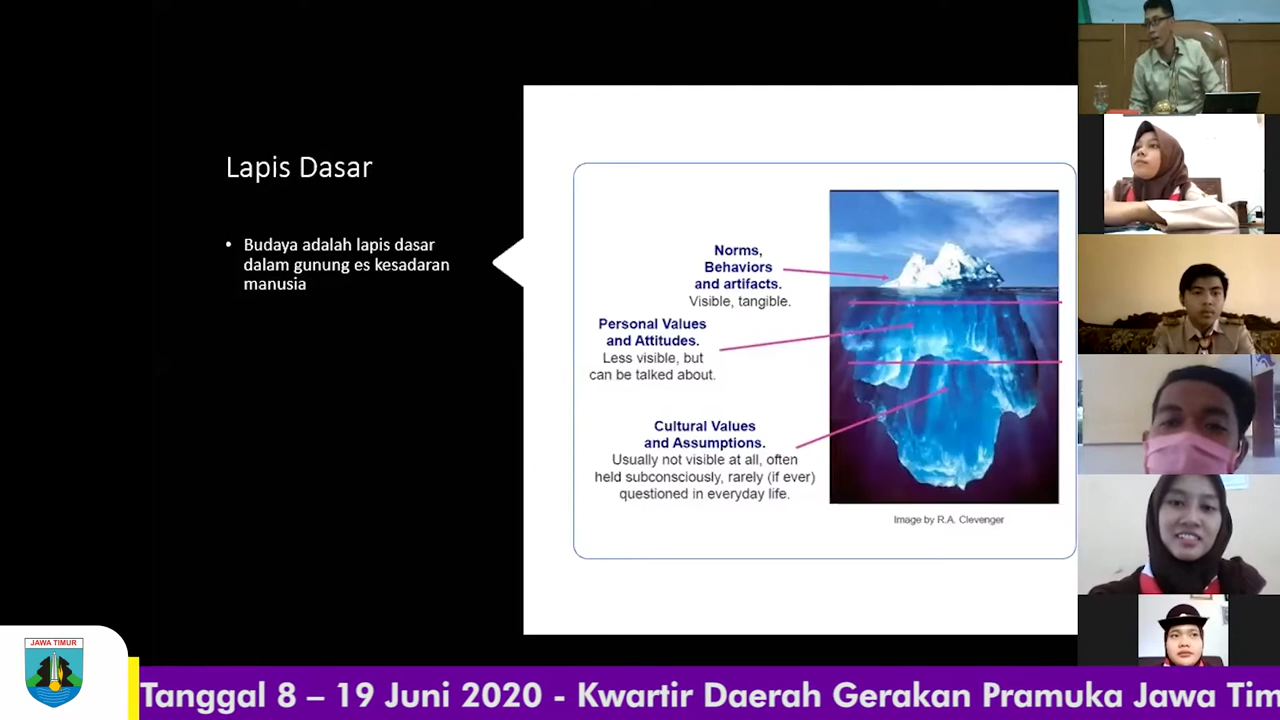 Lapis Dasar
• Budaya adalah lapis dasar
dalam gunung es kesadaran
manusia
Norms,
Behaviors
and artifacts.
Visible, tangible.
Personal Values
and Attitudes.
Less visible, but
can be talked about.
Cultural Values
and Assumptions.
Usually not visible at all, often
held subconsciously, rarely (if ever)
questioned in everyday life.
Image by R.A. Clevenger
JAWA TIMUR
Tanggal 8 – 19 Juni 2020 - Kwartir Daerah Gerakan Pramuka Jawa Tim